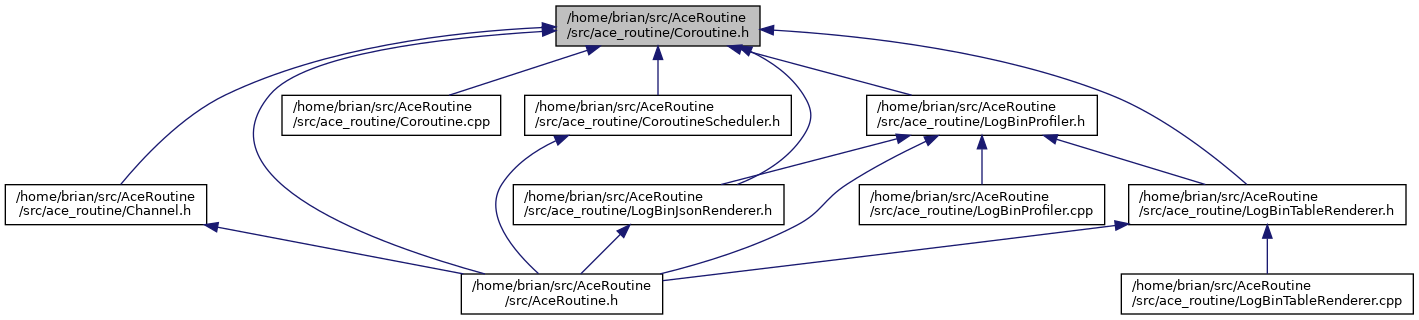 /home/brian/src/AceRoutine
/src/ace_routine/Coroutine.h
/home/brian/src/AceRoutine
/src/ace_routine/Coroutine.cpp
/home/brian/src/AceRoutine
/src/ace_routine/CoroutineScheduler.h
/home/brian/src/AceRoutine
/src/ace_routine/LogBinProfiler.h
/home/brian/src/AceRoutine
/src/ace_routine/Channel.h
/home/brian/src/AceRoutine
/src/ace_routine/LogBinJsonRenderer.h
/home/brian/src/AceRoutine
/src/ace_routine/LogBinProfiler.cpp
/home/brian/src/AceRoutine
/src/ace_routine/LogBinTableRenderer.h
/home/brian/src/AceRoutine
/src/AceRoutine.h
/home/brian/src/AceRoutine
/src/ace_routine/LogBinTableRenderer.cpp